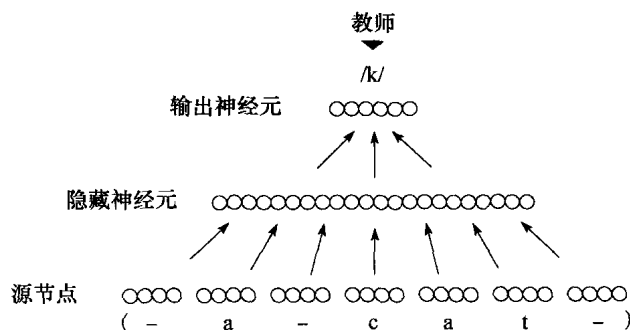 教师
/k/
输出神经元
隐藏神经元
源节点
( – a – c a t – )